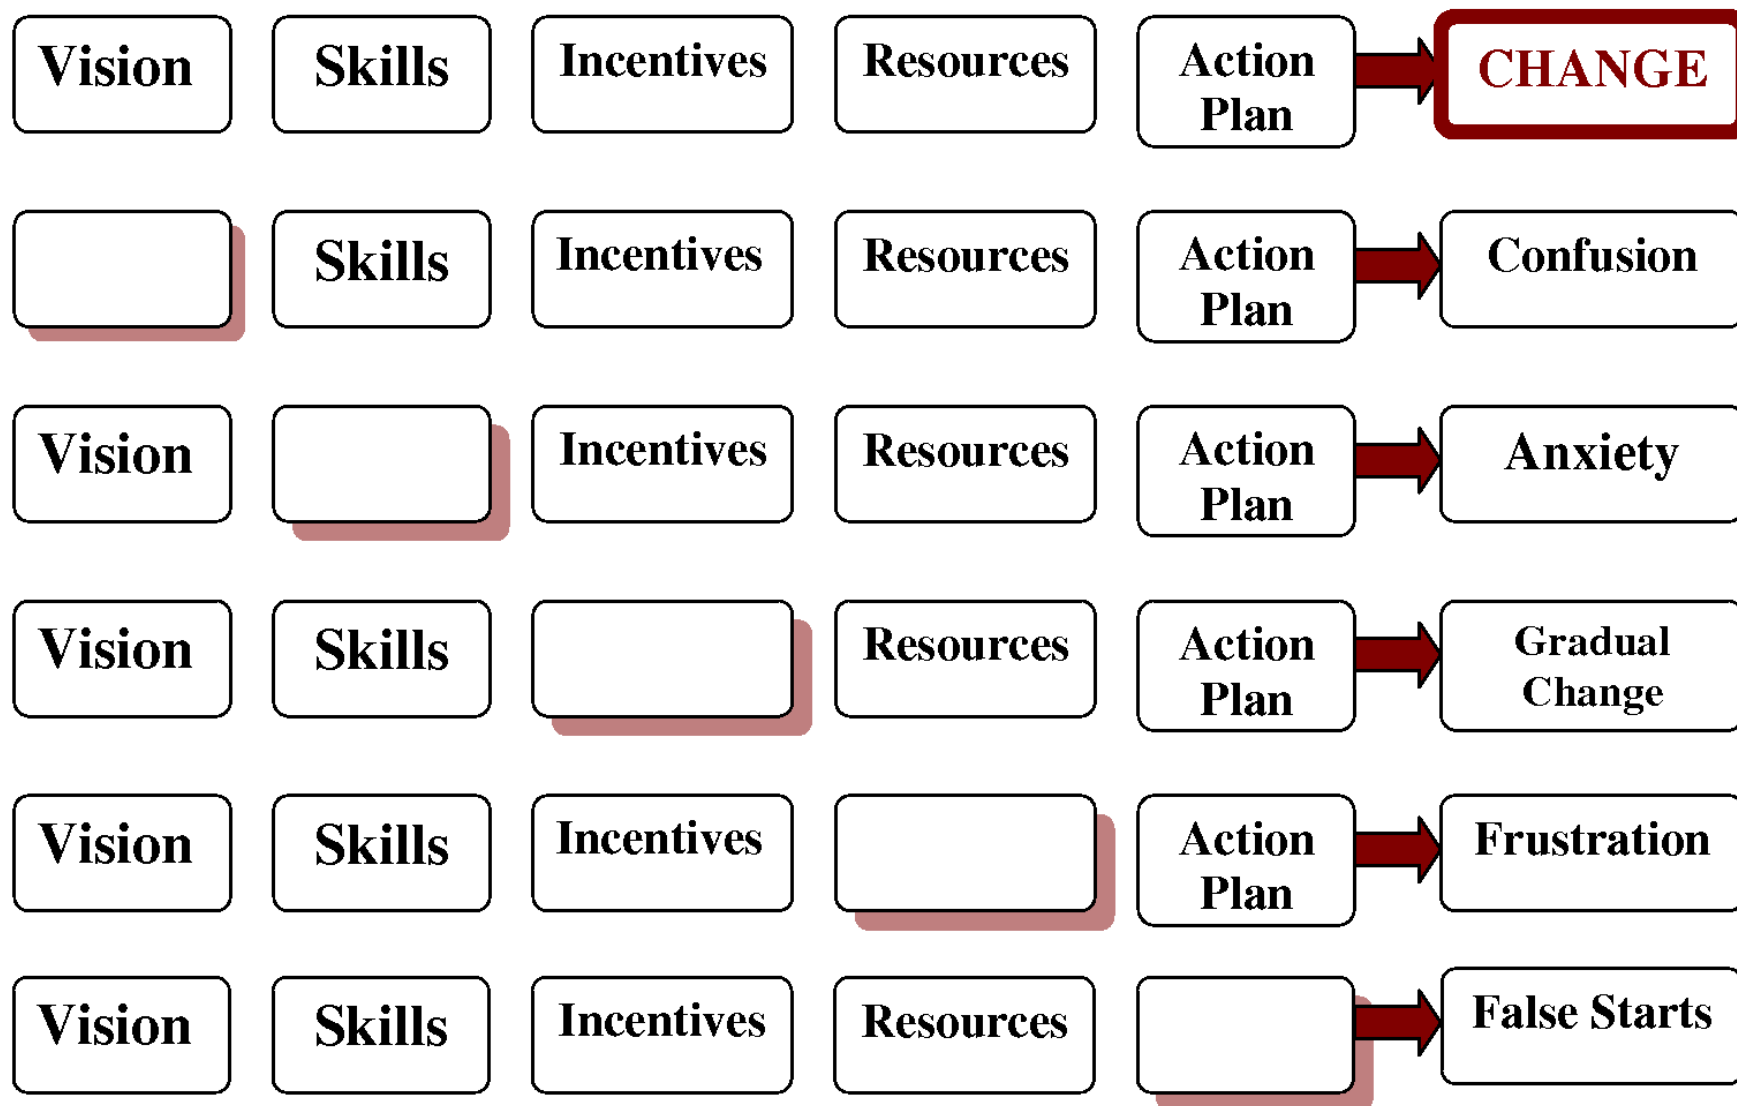 Vision Skills Incentives Resources Action Plan CHANGE
Skills Incentives Resources Action Plan Confusion
Vision Incentives Resources Action Plan Anxiety
Vision Skills Resources Action Plan Gradual Change
Vision Skills Incentives Action Plan Frustration
Vision Skills Incentives Resources False Starts